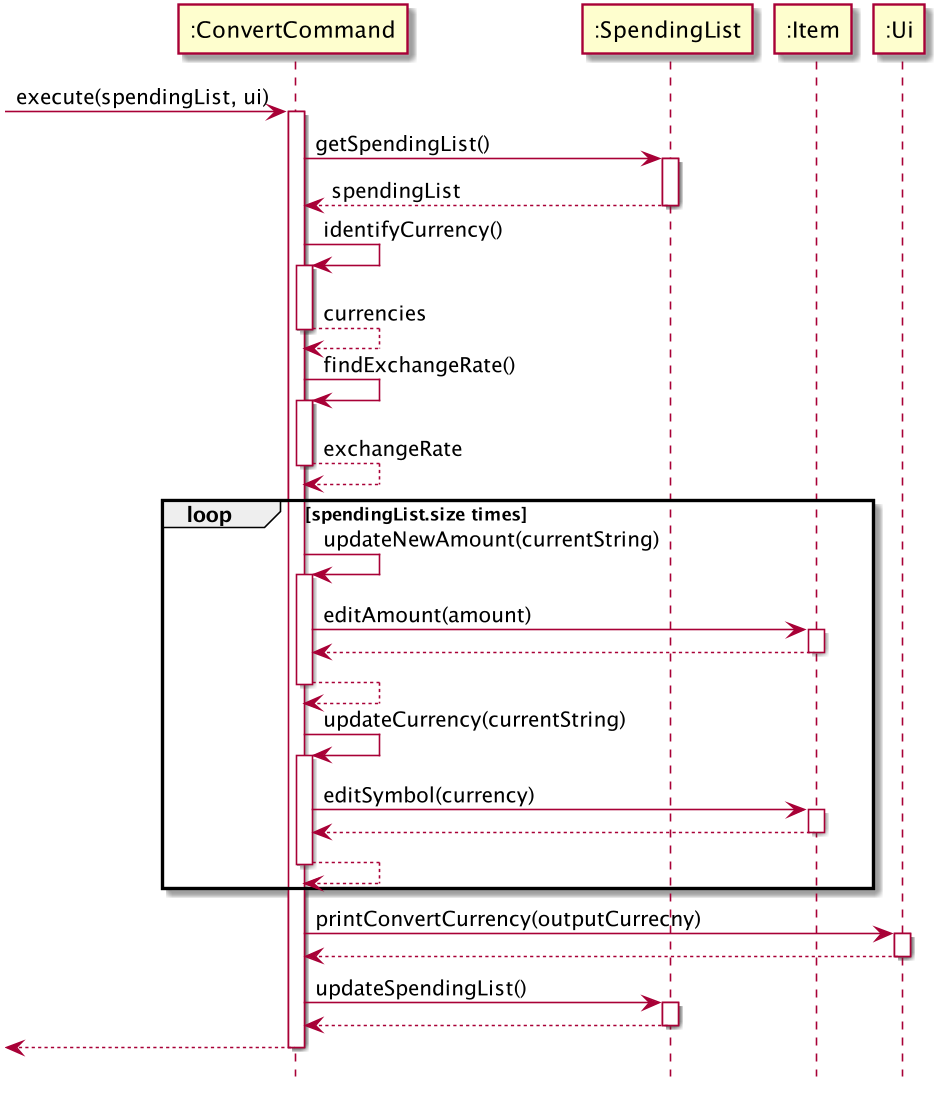 :ConvertCommand :SpendingList :Item :Ui
execute(spendingList, ui)
getSpendingList()
spendingList
identifyCurrency()
currencies
findExchangeRate()
exchangeRate
loop [spendingList.size times]
updateNewAmount(currentString)
editAmount(amount)
updateCurrency(currentString)
editSymbol(currency)
printConvertCurrency(outputCurrecny)
updateSpendingList()